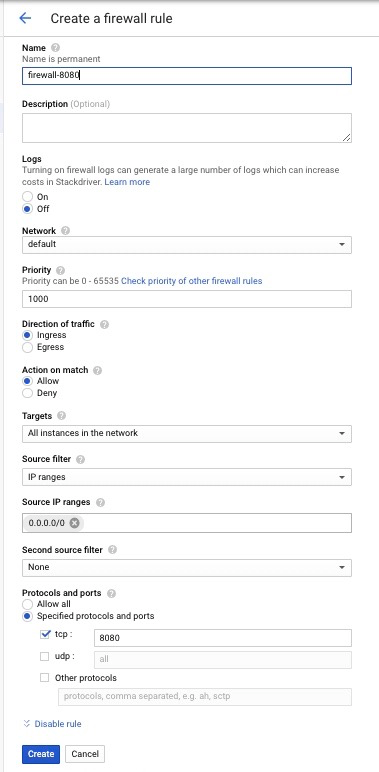 Create a firewall rule
Name
Name is permanent
firewall-8080
Description (Optional)
Logs
Turning on firewall logs can generate a large number of logs which can increase
costs in Stackdriver. Learn more
On
Off
Network
default
Priority
Priority can be 0 - 65535 Check priority of other firewall rules
1000
Direction of traffic
Ingress
Egress
Action on match
Allow
Deny
Targets
All instances in the network
Source filter
IP ranges
Source IP ranges
0.0.0.0/0
Second source filter
None
Protocols and ports
Allow all
Specified protocols and ports
tcp : 8080
udp : all
Other protocols
protocols, comma separated, e.g. ah, sctp
Disable rule
Create Cancel